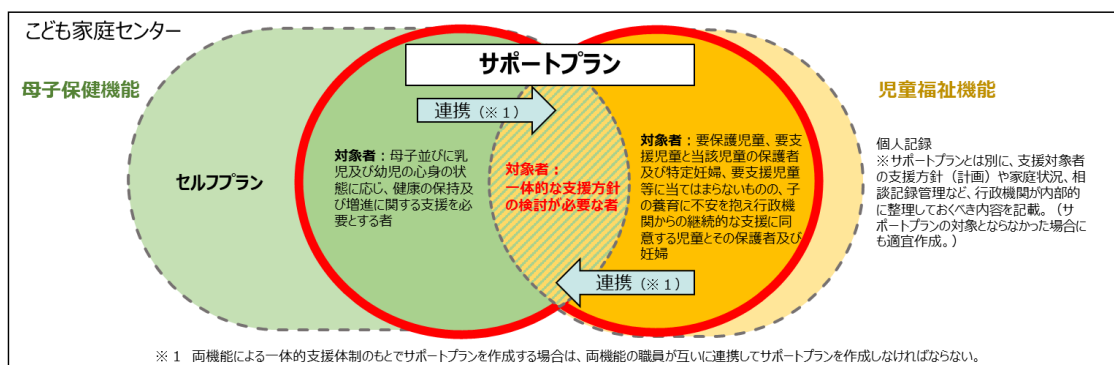 こども家庭センター
サポートプラン
母子保健機能
児童福祉機能
連携（※１）
セルフプラン
対象者：母子並びに乳
児及び幼児の心身の状
態に応じ、健康の保持及
び増進に関する支援を必
要とする者
対象者：
一体的な支援方針
の検討が必要な者
対象者：要保護児童、要支
援児童と当該児童の保護者
及び特定妊婦、要支援児童
等に当てはまらないものの、子
の養育に不安を抱え行政機
関からの継続的な支援に同
意する児童とその保護者及び
妊婦
個人記録
※サポートプランとは別に、支援対象者
の支援方針（計画）や家庭状況、相
談記録管理など、行政機関が内部的
に整理しておくべき内容を記載。（サ
ポートプランの対象とならなかった場合に
も適宜作成。）
連携（※１）
※１　両機能による一体的支援体制のもとでサポートプランを作成する場合は、両機能の職員が互いに連携してサポートプランを作成しなければならない。